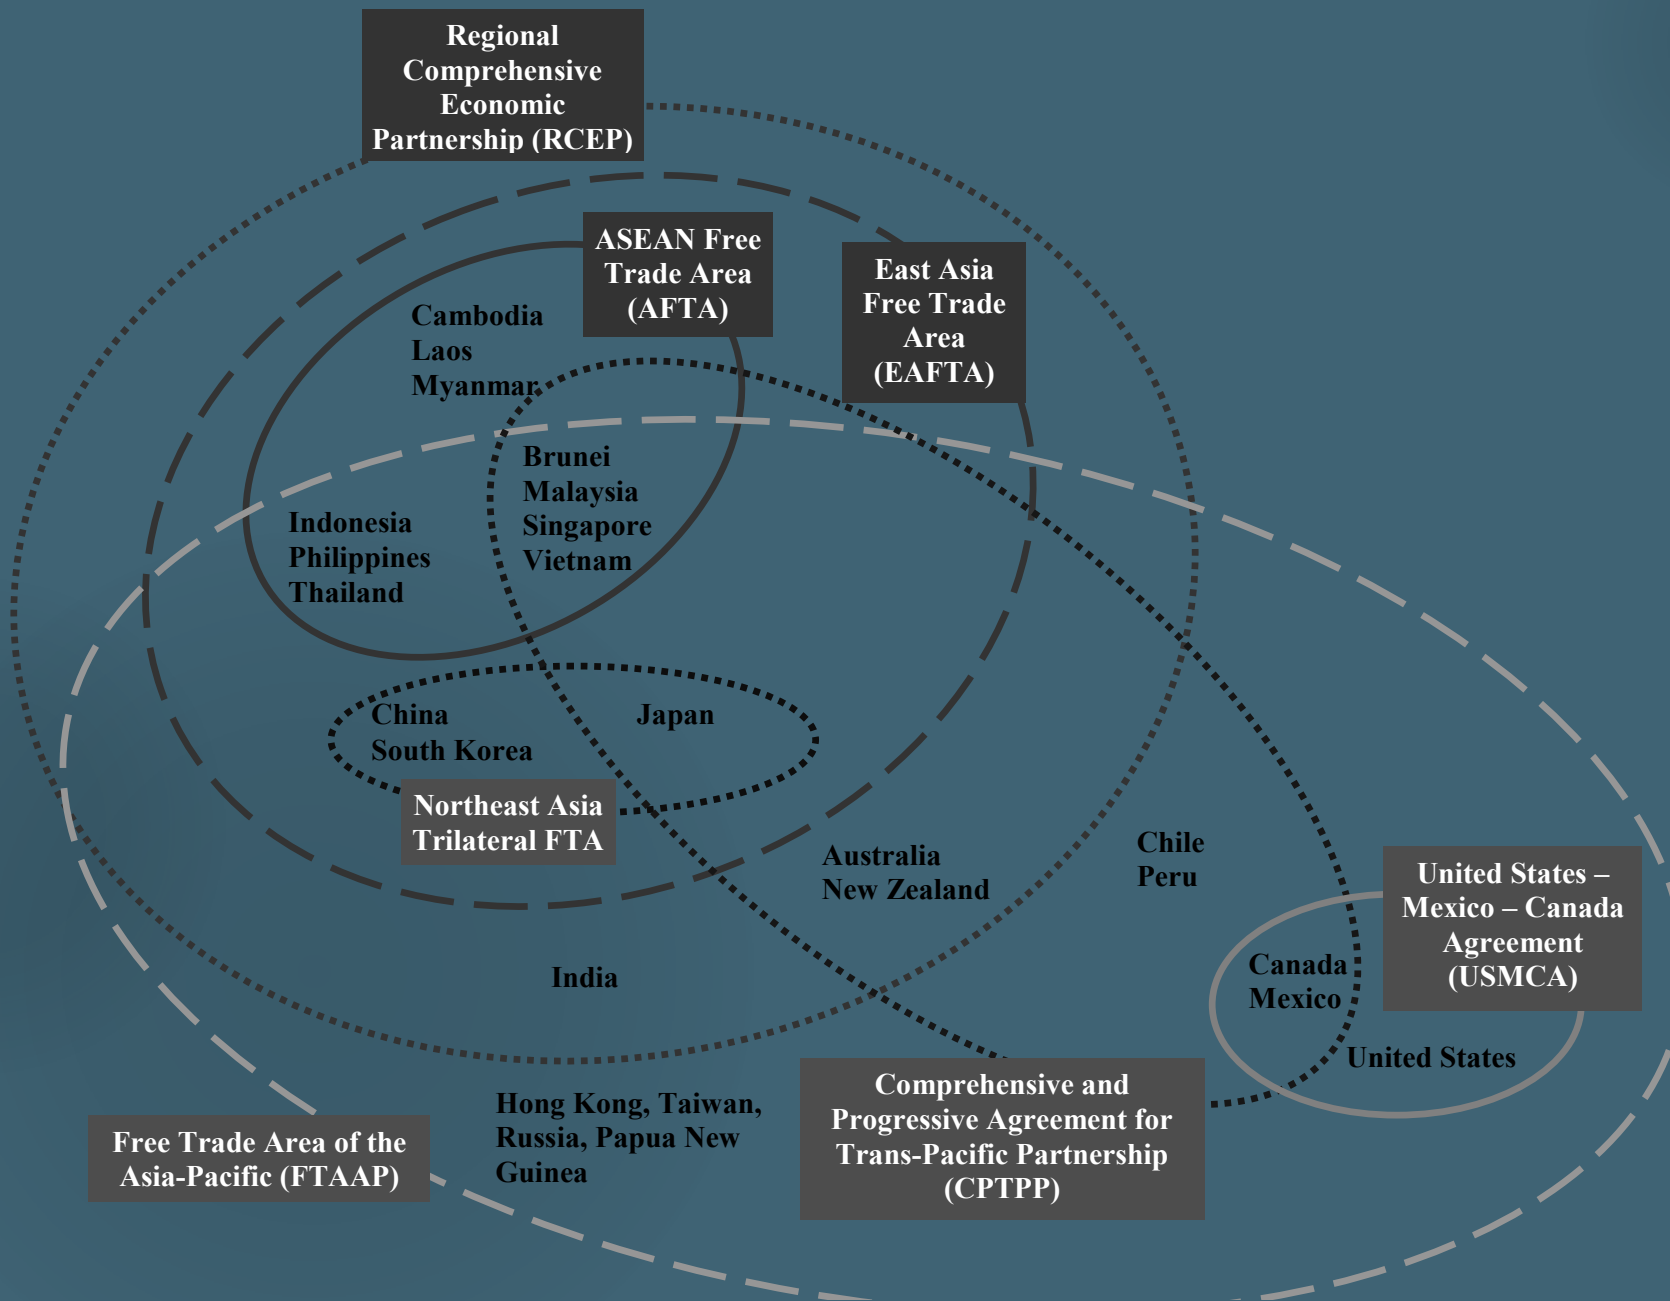 Regional
Comprehensive
Economic
Partnership (RCEP)
ASEAN Free
Trade Area
(AFTA)
East Asia
Free Trade
Area
(EAFTA)
Cambodia
Laos
Myanmar
Brunei
Malaysia
Singapore
Vietnam
Indonesia
Philippines
Thailand
China
South Korea
Japan
Northeast Asia
Trilateral FTA
Australia
New Zealand
Chile
Peru
United States –
Mexico – Canada
Agreement
(USMCA)
Canada
Mexico
United States
India
Hong Kong, Taiwan,
Russia, Papua New
Guinea
Comprehensive and
Progressive Agreement for
Trans-Pacific Partnership
(CPTPP)
Free Trade Area of the
Asia-Pacific (FTAAP)